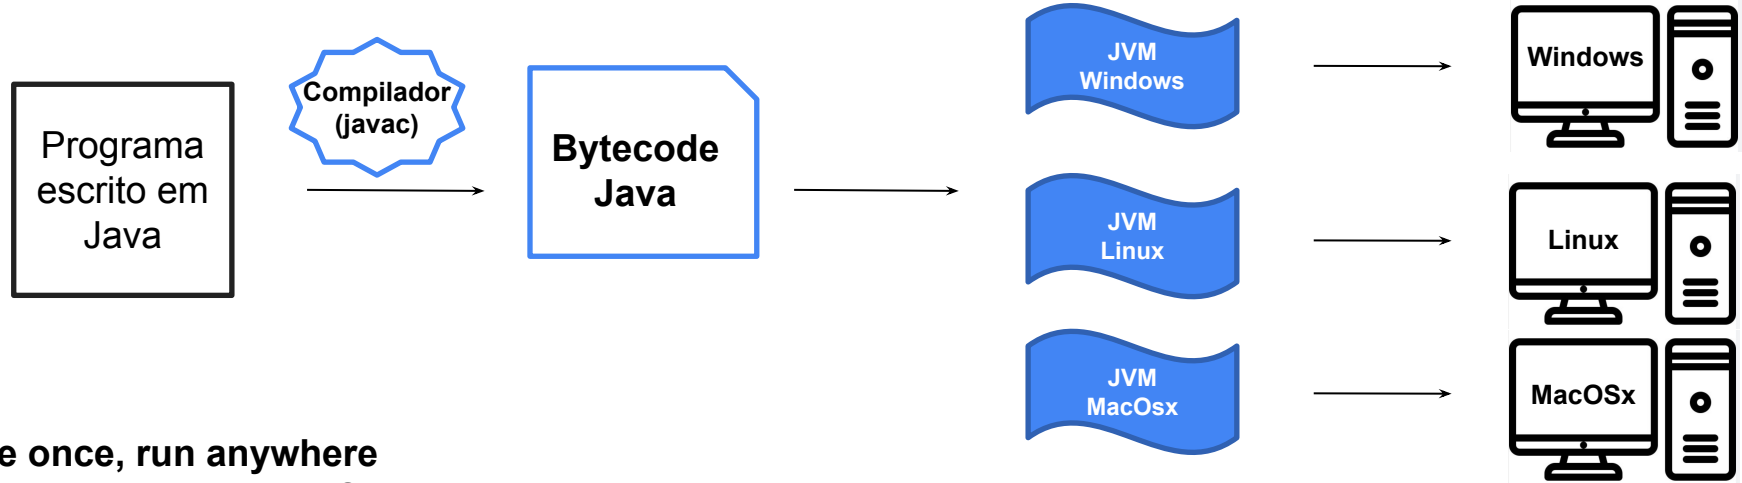 Programa
escrito em
Java
Compilador
(javac)
Bytecode
Java
JVM
Windows
JVM
Linux
JVM
MacOsx
Windows
Linux
MacOSx
e once, run anywhere